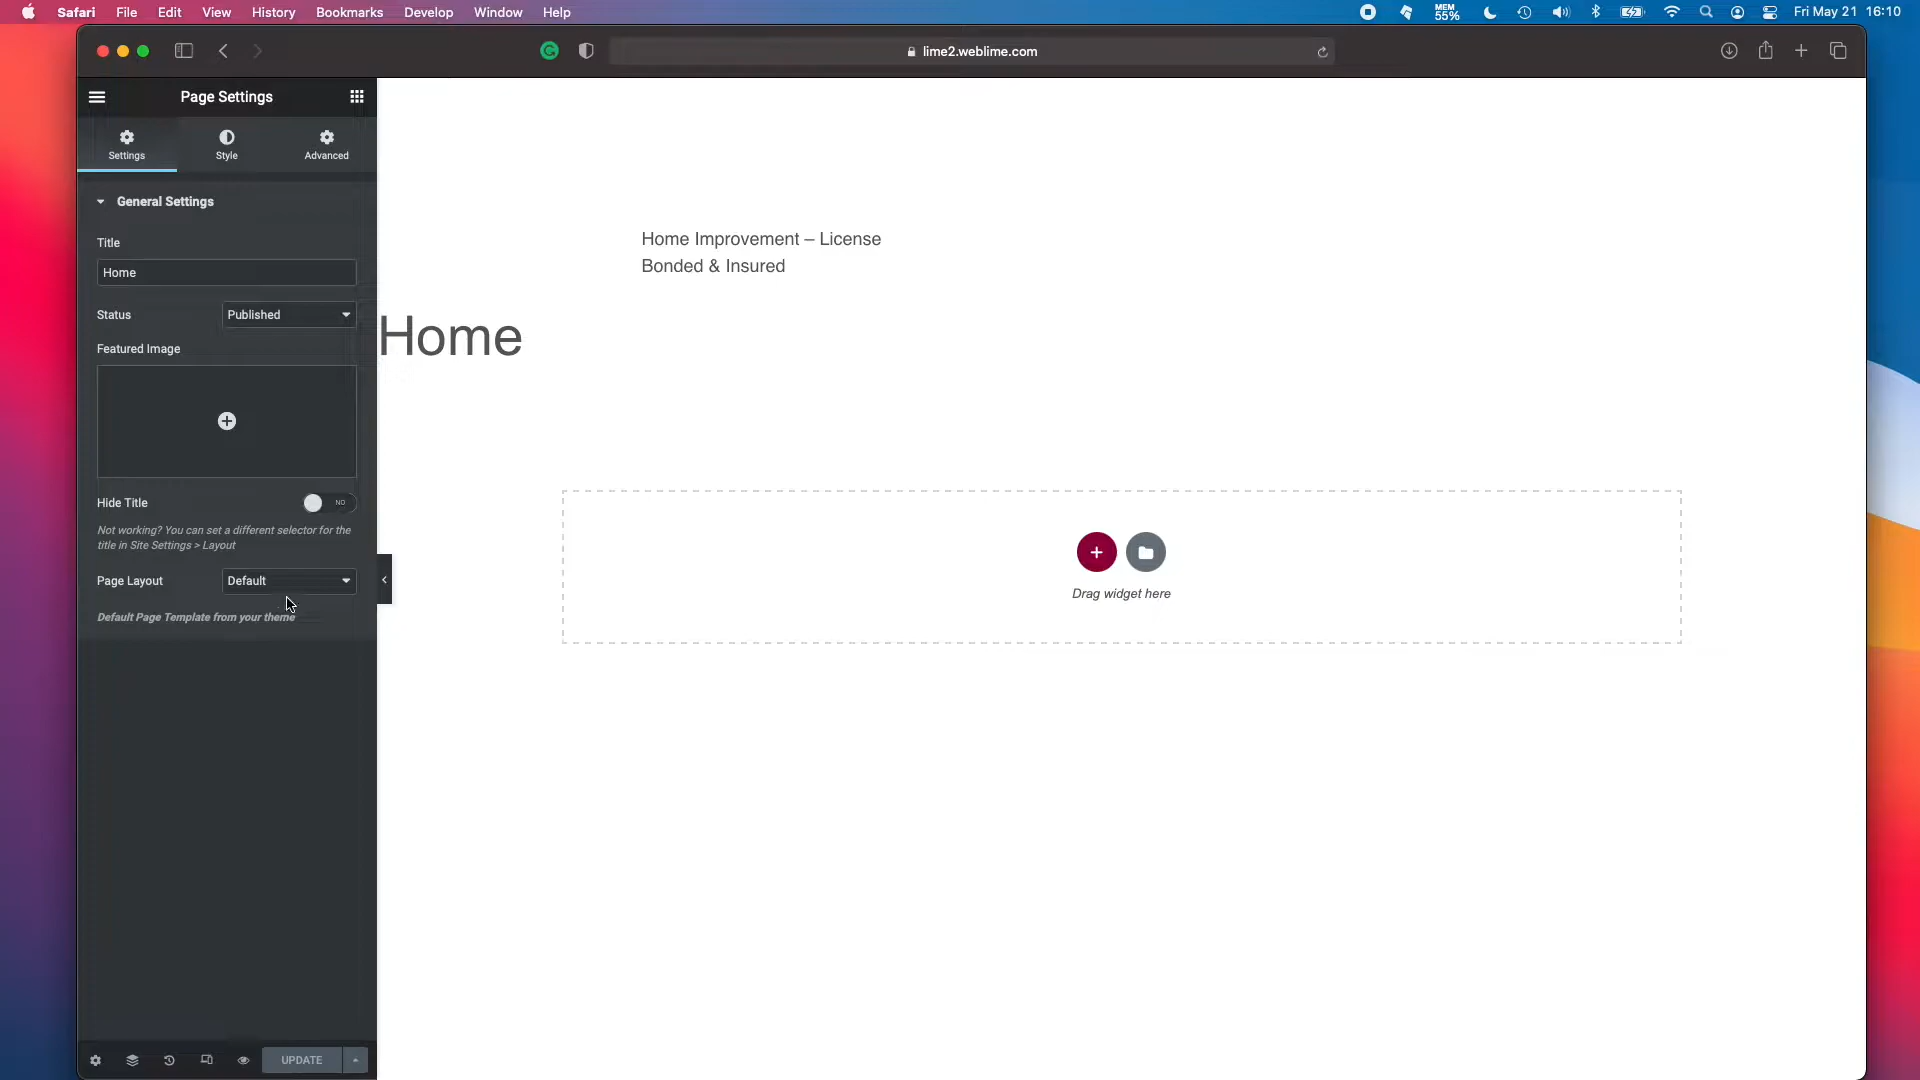 Safari File Edit View History Bookmarks Develop Window Help MEM 55% Fri May 21 16:10
lime2.weblime.com
Page Settings
Settings Style Advanced
General Settings
Title
Home
Status Published
Featured Image
Hide Title NO
Not working? You can set a different selector for the
title in Site Settings > Layout
Page Layout Default
Default Page Template from your theme
UPDATE
Home Improvement – License
Bonded & Insured
Home
Drag widget here